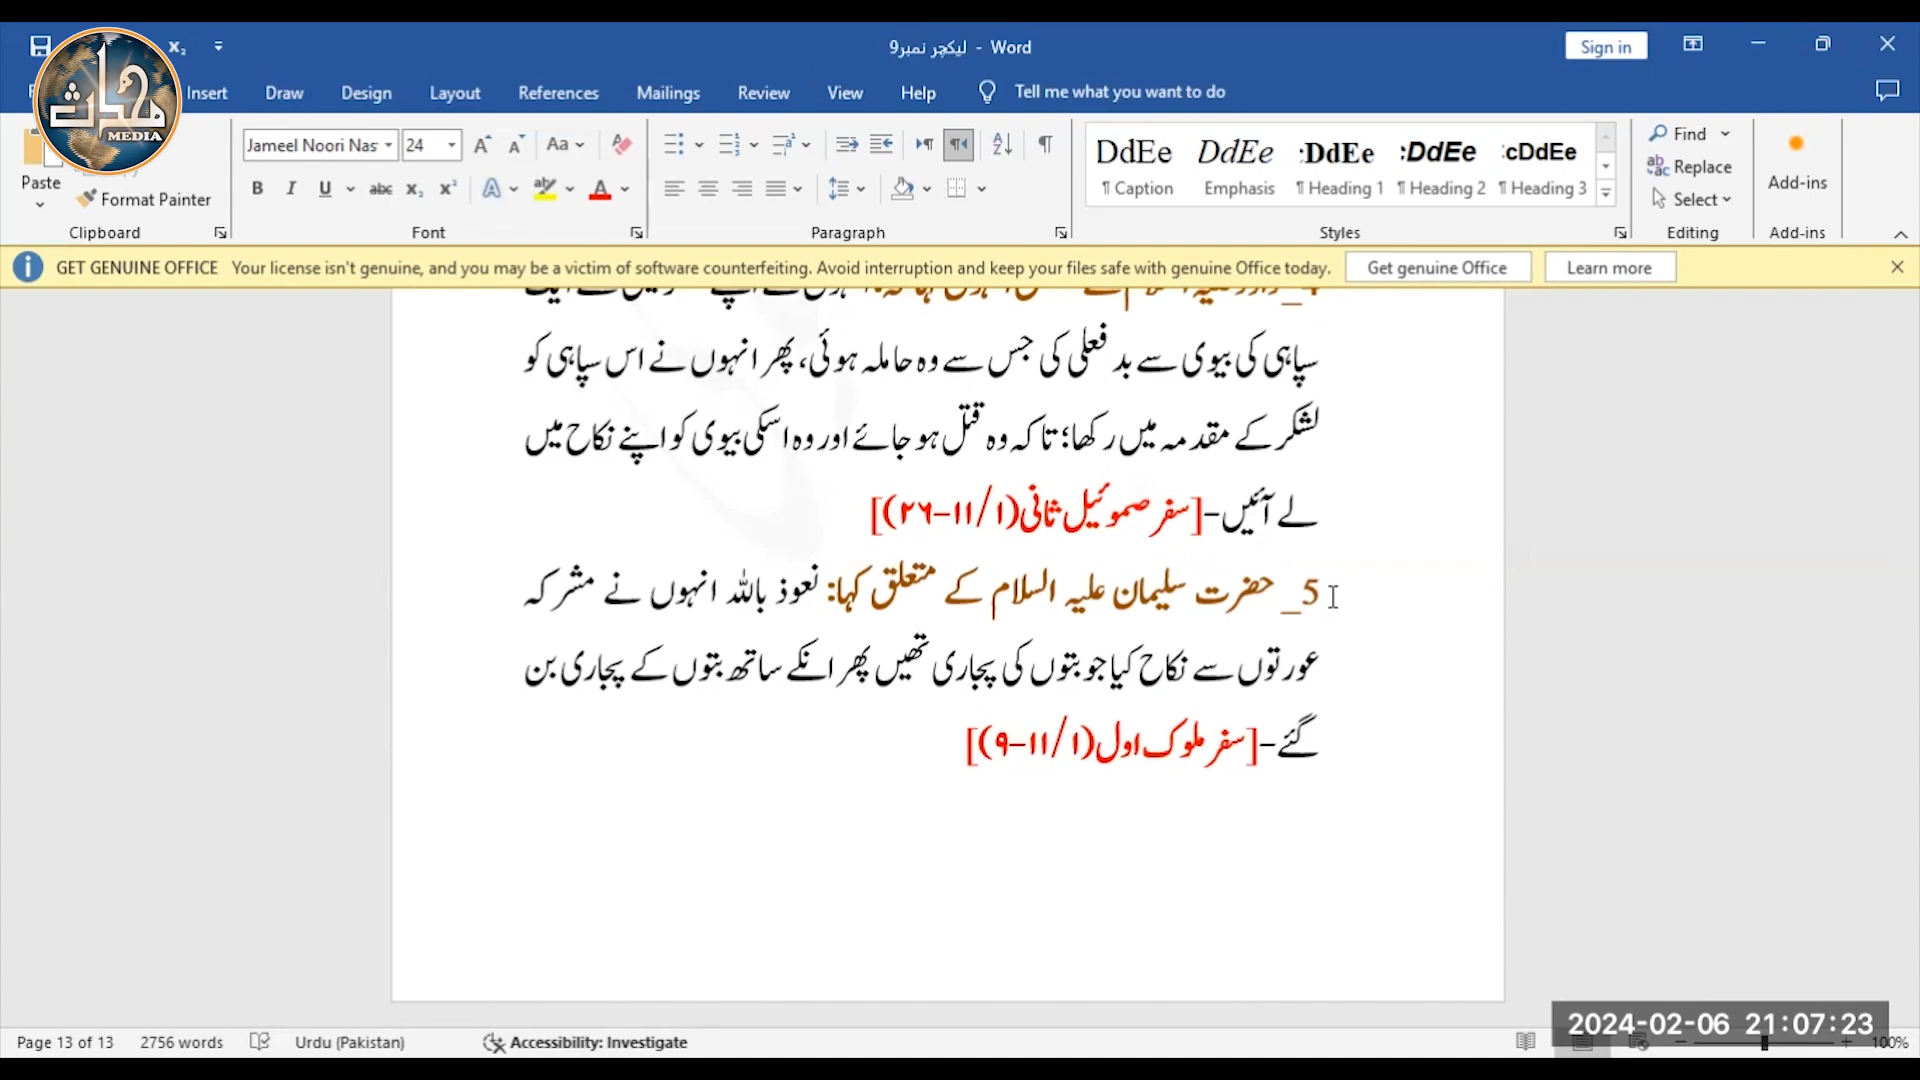 لیکچر نمبر9 - Word
Sign in
Insert Draw Design Layout References Mailings Review View Help Tell me what you want to do
محدث MEDIA
Paste
Format Painter
Clipboard
Jameel Noori Nas 24
Font
Paragraph
DdEe DdEe :DdEe :DdEe :cDdEe
¶ Caption Emphasis ¶ Heading 1 ¶ Heading 2 ¶ Heading 3
Styles
Find
Replace
Select
Editing
Add-ins
Add-ins
GET GENUINE OFFICE Your license isn't genuine, and you may be a victim of software counterfeiting. Avoid interruption and keep your files safe with genuine Office today. Get genuine Office Learn more
سپاہی کی بیوی سے بد فعلی کی جس سے وہ حاملہ ہوئی، پھر انہوں نے اس سپاہی کو
لشکر کے مقدمہ میں رکھا؛ تاکہ وہ قتل ہو جائے اور وہ اسکی بیوی کو اپنے نکاح میں
لے آئیں-[سفر صموئیل ثانی(۱/۱۱-۲۶)]
5_ حضرت سلیمان علیہ السلام کے متعلق کہا: نعوذ باللہ انہوں نے مشرکہ
عورتوں سے نکاح کیا جو بتوں کی پجاری تھیں پھر انکے ساتھ بتوں کے پجاری بن
گئے-[سفر ملوک اول(۱/۱۱-۹)]
Page 13 of 13 2756 words Urdu (Pakistan) Accessibility: Investigate
2024-02-06 21:07:23
100%